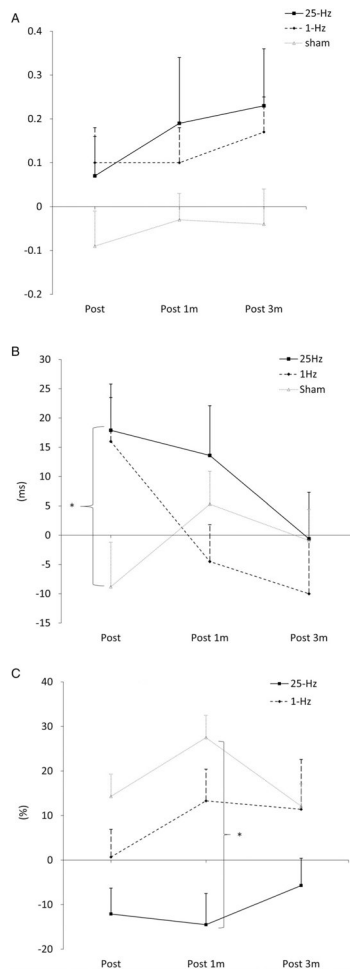 A
25-Hz
1-Hz
sham
0.4
0.3
0.2
0.1
0
-0.1
-0.2
Post Post 1m Post 3m
B
25Hz
1Hz
Sham
30
25
20
15
10
5
0
-5
-10
-15
(ms)
*
Post Post 1m Post 3m
C
25-Hz
1-Hz
40
30
20
10
0
-10
-20
(%)
*
Post Post 1m Post 3m